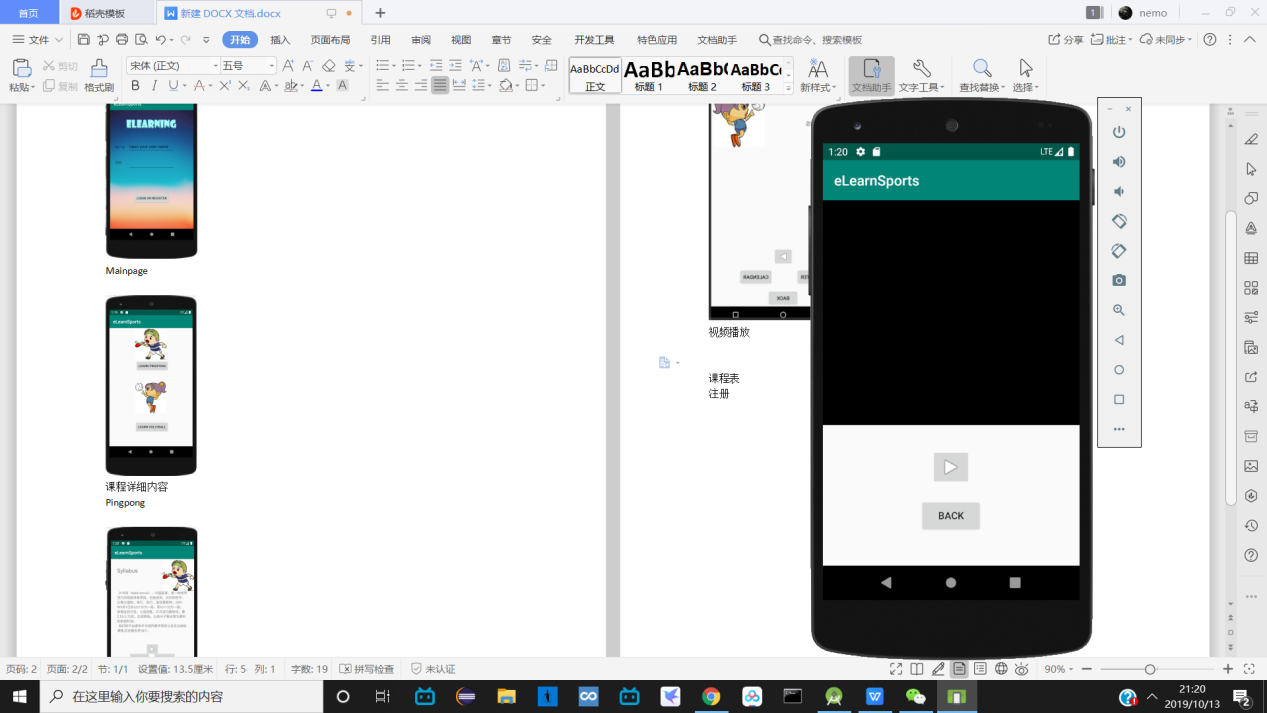 首页
稻壳模板
新建 DOCX 文档.docx
1
nemo
文件
开始
插入
页面布局
引用
审阅
视图
章节
安全
开发工具
特色应用
文档助手
查找命令、搜索模板
分享
批注
未同步
粘贴
剪切
复制
格式刷
宋体 (正文)
五号
AaBbCcDd
正文
标题 1
标题 2
标题 3
新样式
文档助手
文字工具
查找替换
选择
ELEARNING
LOGIN OR REGISTER
Mainpage
eLearnSports
LEARN PINGPONG
课程详细内容
Pingpong
eLearnSports
Syllabus
CALENDAR
BACK
视频播放
课程表
注册
1:20
LTE
eLearnSports
BACK
页码: 2
页面: 2/2
节: 1/1
设置值: 13.5厘米
行: 5
列: 1
字数: 19
拼写检查
未认证
90%
在这里输入你要搜索的内容
21:20
2019/10/13
2